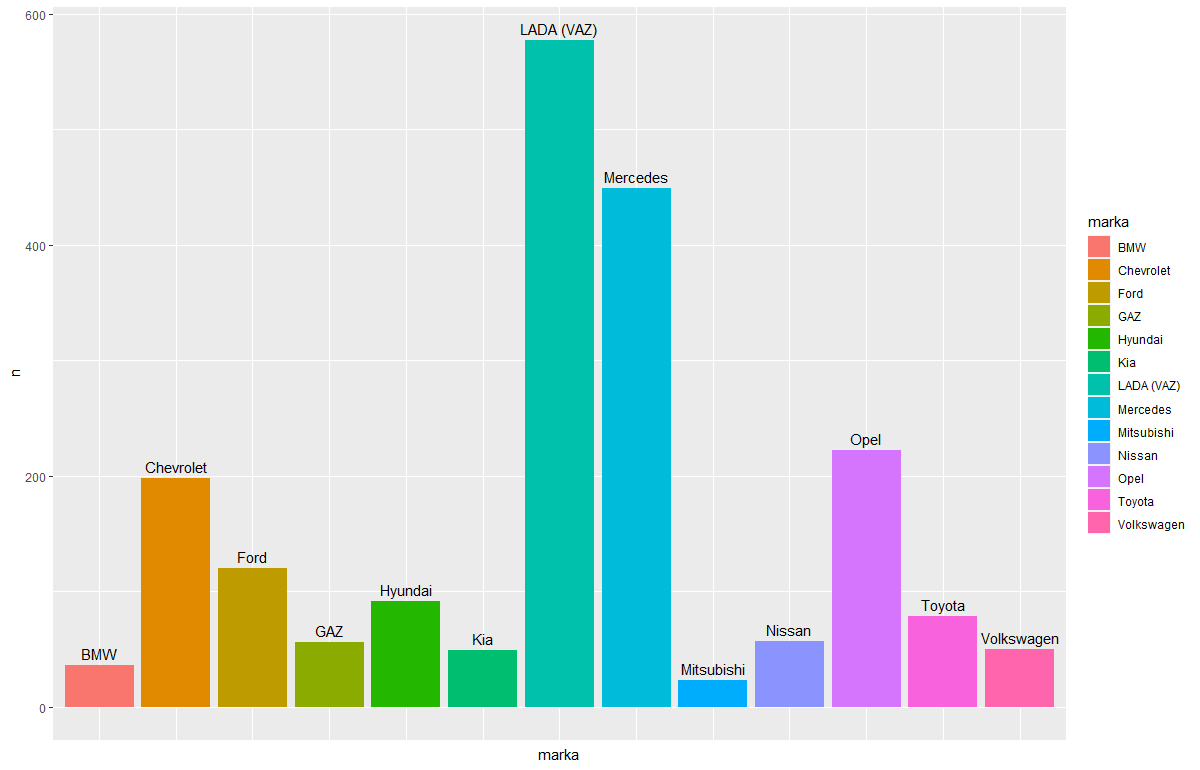 600
400
200
0
n
BMW
Chevrolet
Ford
GAZ
Hyundai
Kia
LADA (VAZ)
Mercedes
Mitsubishi
Nissan
Opel
Toyota
Volkswagen
marka
marka
BMW
Chevrolet
Ford
GAZ
Hyundai
Kia
LADA (VAZ)
Mercedes
Mitsubishi
Nissan
Opel
Toyota
Volkswagen